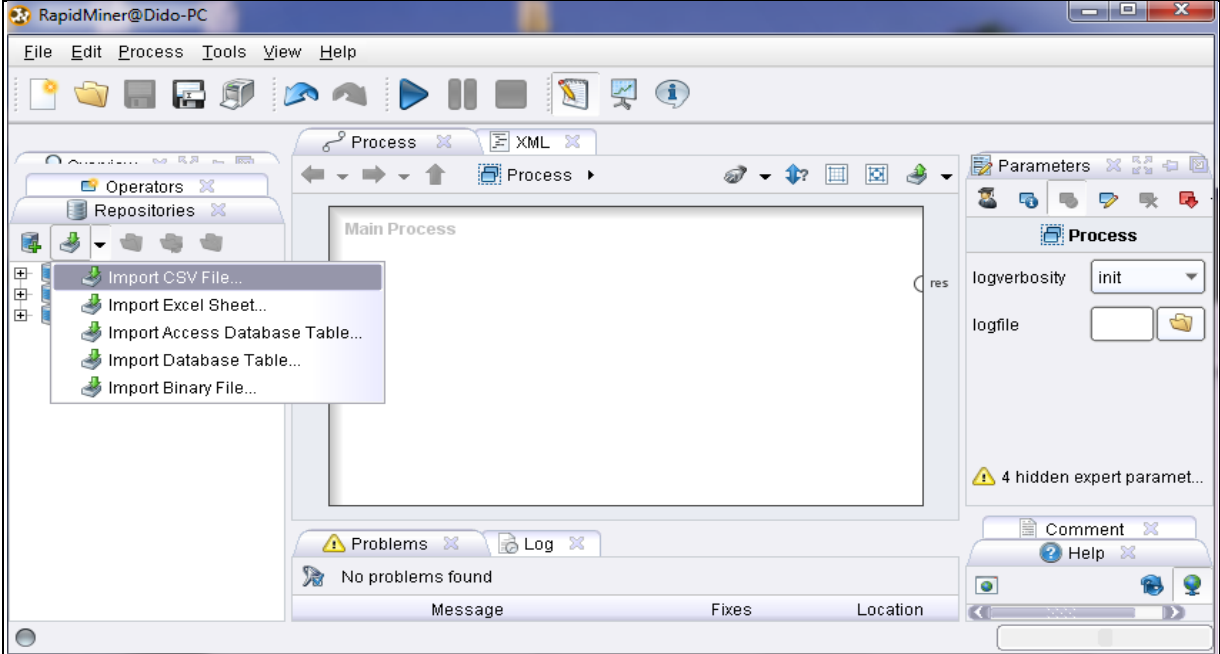 RapidMiner@Dido-PC
File Edit Process Tools View Help
Process XML
Operators
Repositories
Process
Parameters
Main Process
Process
Import CSV File...
res
logverbosity init
Import Excel Sheet...
logfile
Import Access Database Table...
Import Database Table...
Import Binary File...
4 hidden expert paramet...
Comment
Problems Log
Help
No problems found
Message Fixes Location